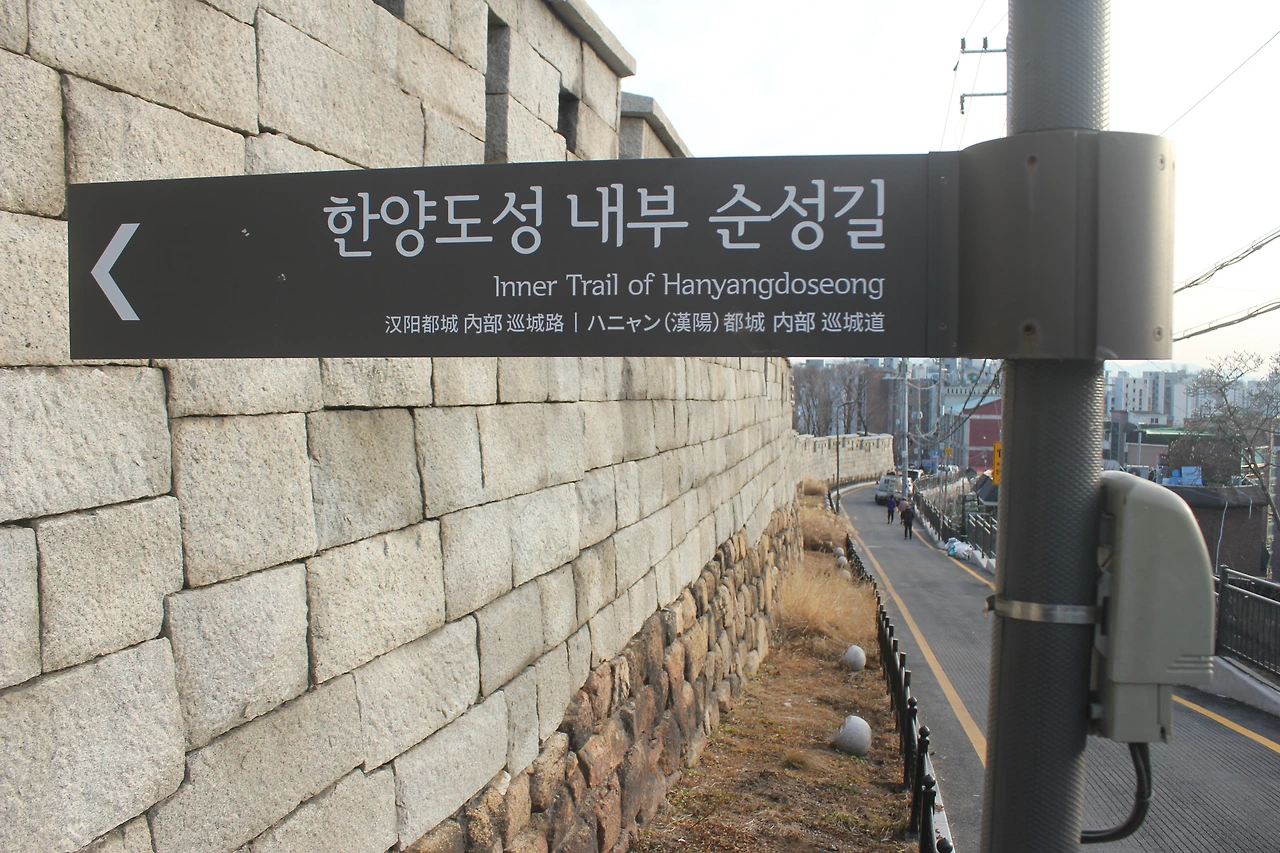 한양도성 내부 순성길
Inner Trail of Hanyangdoseong
汉阳都城 內部 巡城路 | ハニャン(漢陽)都城 内部 巡城道